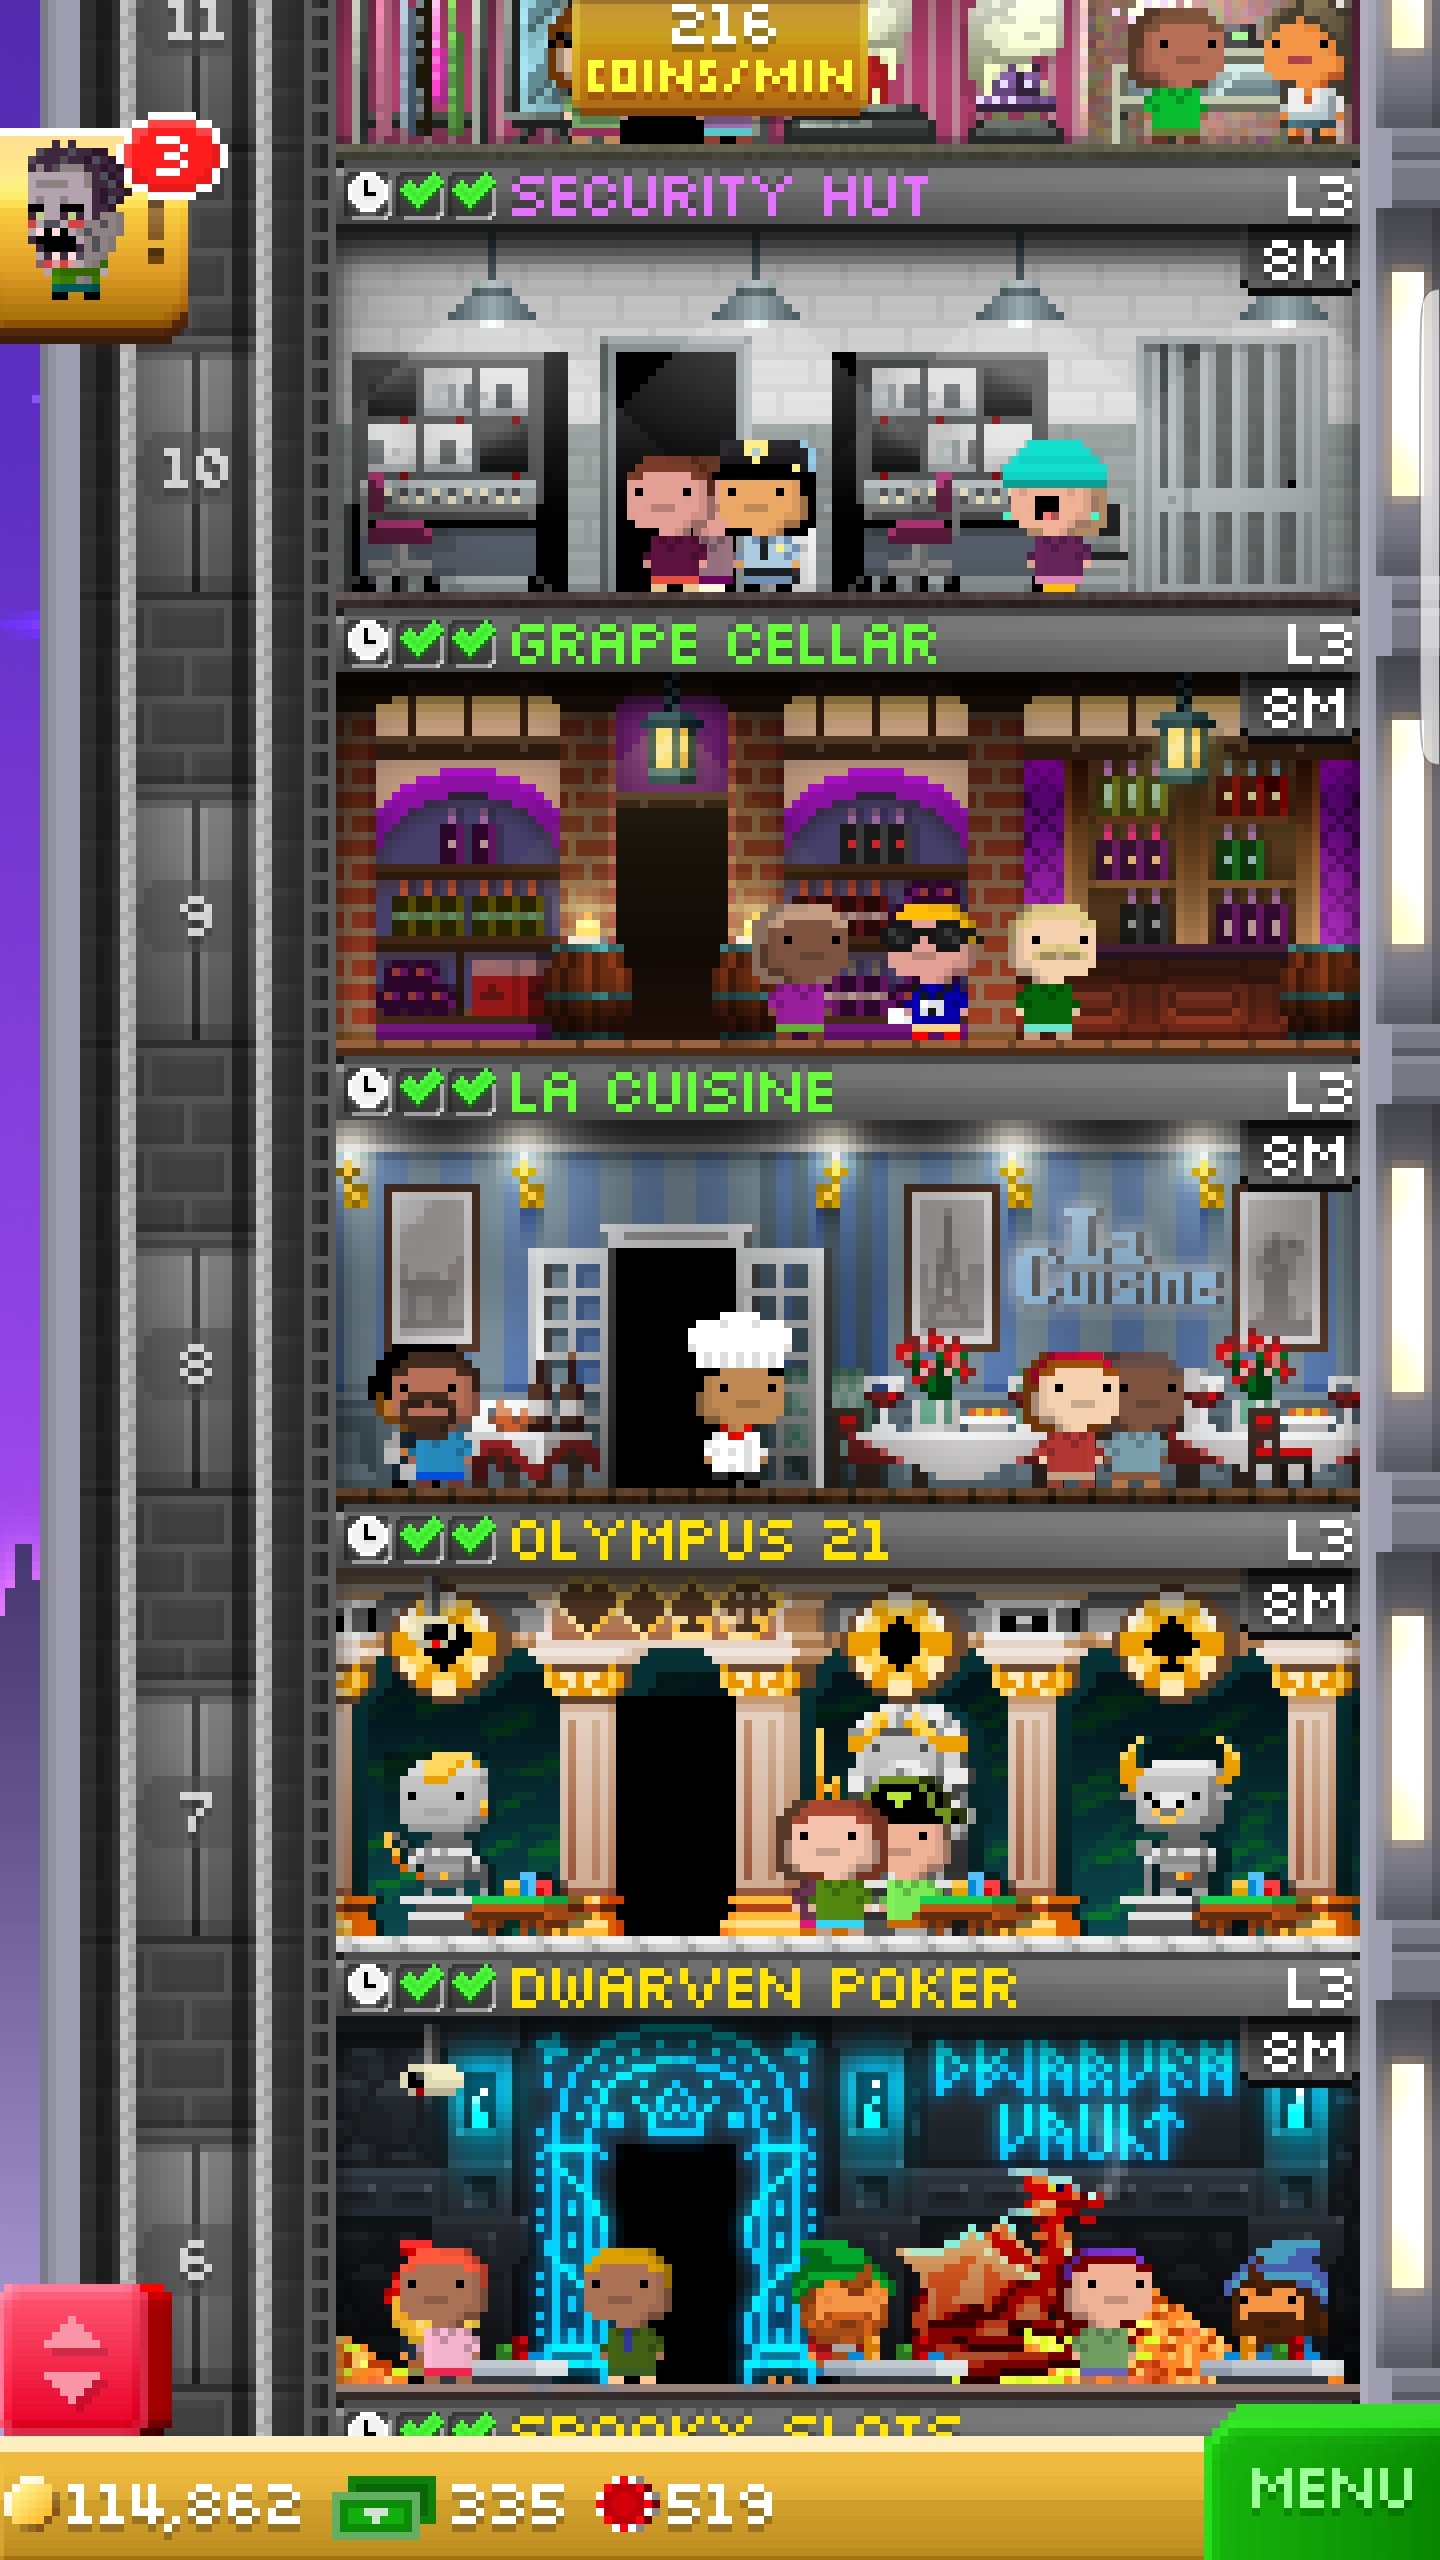 11
216
COINS/MIN
3
!
SECURITY HUT L3
8M
10
GRAPE CELLAR L3
8M
9
LA CUISINE L3
8M
La
Cuisine
8
OLYMPUS 21 L3
8M
7
DWARVEN POKER L3
8M
DWARVEN
VAULT
6
SPOOKY SLOTS
114,862 335 519
MENU